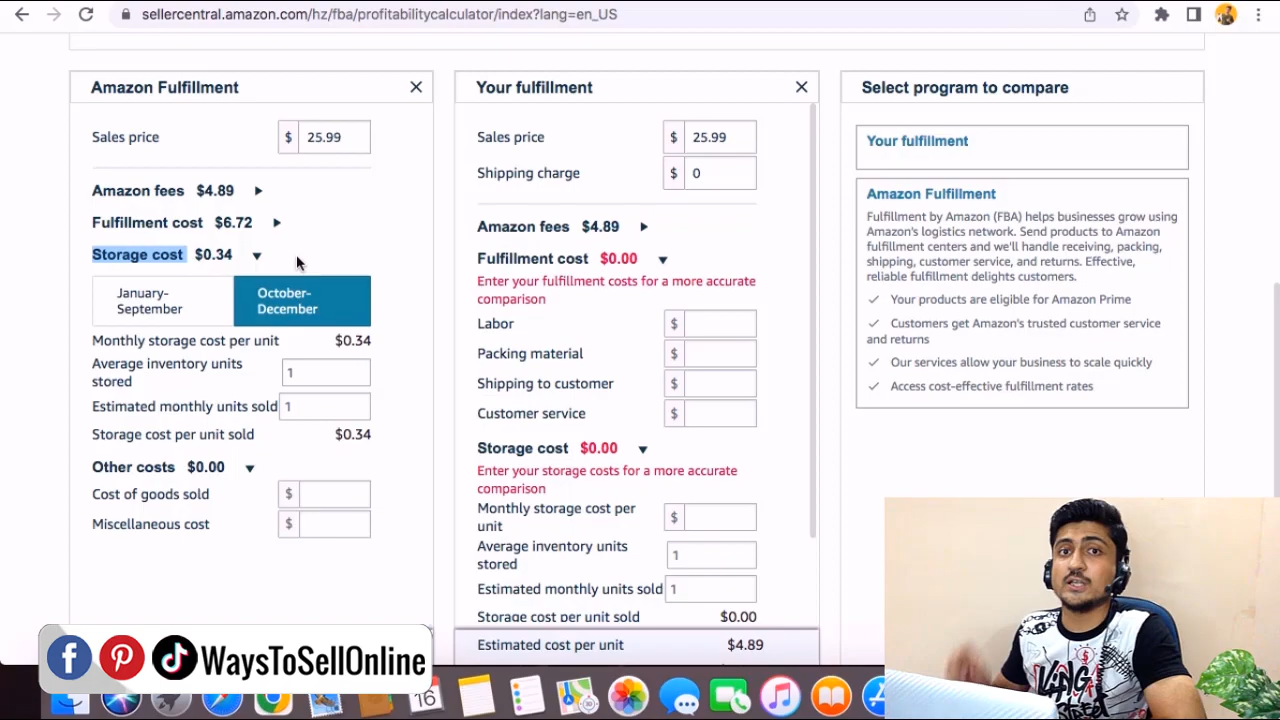 sellercentral.amazon.com/hz/fba/profitabilitycalculator/index?lang=en_US
Amazon Fulfillment
Sales price $ 25.99
Amazon fees $4.89
Fulfillment cost $6.72
Storage cost $0.34
January-
September
October-
December
Monthly storage cost per unit $0.34
Average inventory units
stored
1
Estimated monthly units sold 1
Storage cost per unit sold $0.34
Other costs $0.00
Cost of goods sold $
Miscellaneous cost $
Your fulfillment
Sales price $ 25.99
Shipping charge $ 0
Amazon fees $4.89
Fulfillment cost $0.00
Enter your fulfillment costs for a more accurate
comparison
Labor $
Packing material $
Shipping to customer $
Customer service $
Storage cost $0.00
Enter your storage costs for a more accurate
comparison
Monthly storage cost per
unit
$
Average inventory units
stored
1
Estimated monthly units sold 1
Storage cost per unit sold $0.00
Estimated cost per unit $4.89
Select program to compare
Your fulfillment
Amazon Fulfillment
Fulfillment by Amazon (FBA) helps businesses grow using
Amazon's logistics network. Send products to Amazon
fulfillment centers and we'll handle receiving, packing,
shipping, customer service, and returns. Effective,
reliable fulfillment delights customers.
Your products are eligible for Amazon Prime
Customers get Amazon's trusted customer service
and returns
Our services allow your business to scale quickly
Access cost-effective fulfillment rates
WaysToSellOnline
16